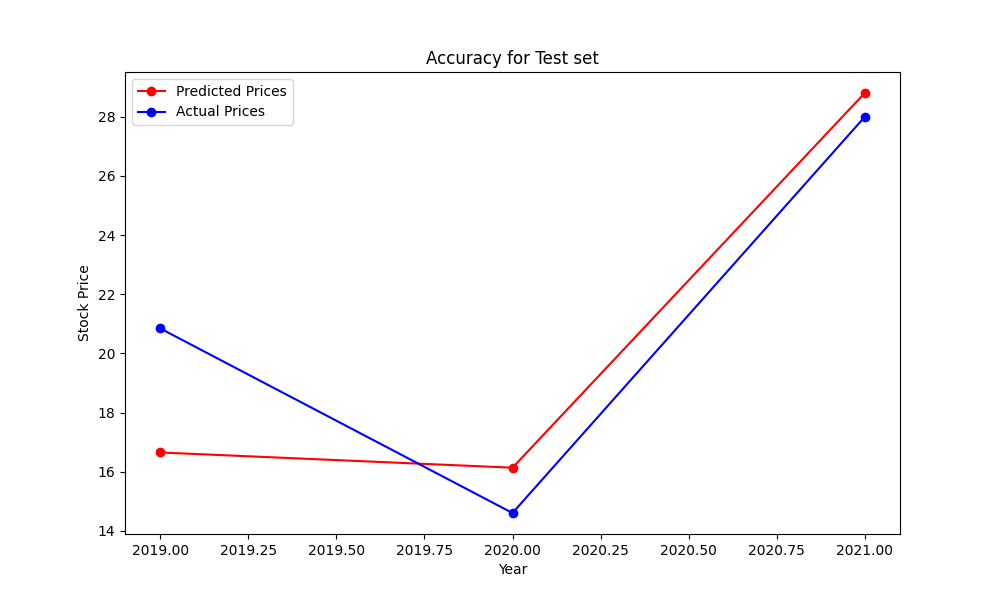 Accuracy for Test set
Predicted Prices
Actual Prices
28
26
24
22
20
18
16
14
Stock Price
2019.00 2019.25 2019.50 2019.75 2020.00 2020.25 2020.50 2020.75 2021.00
Year